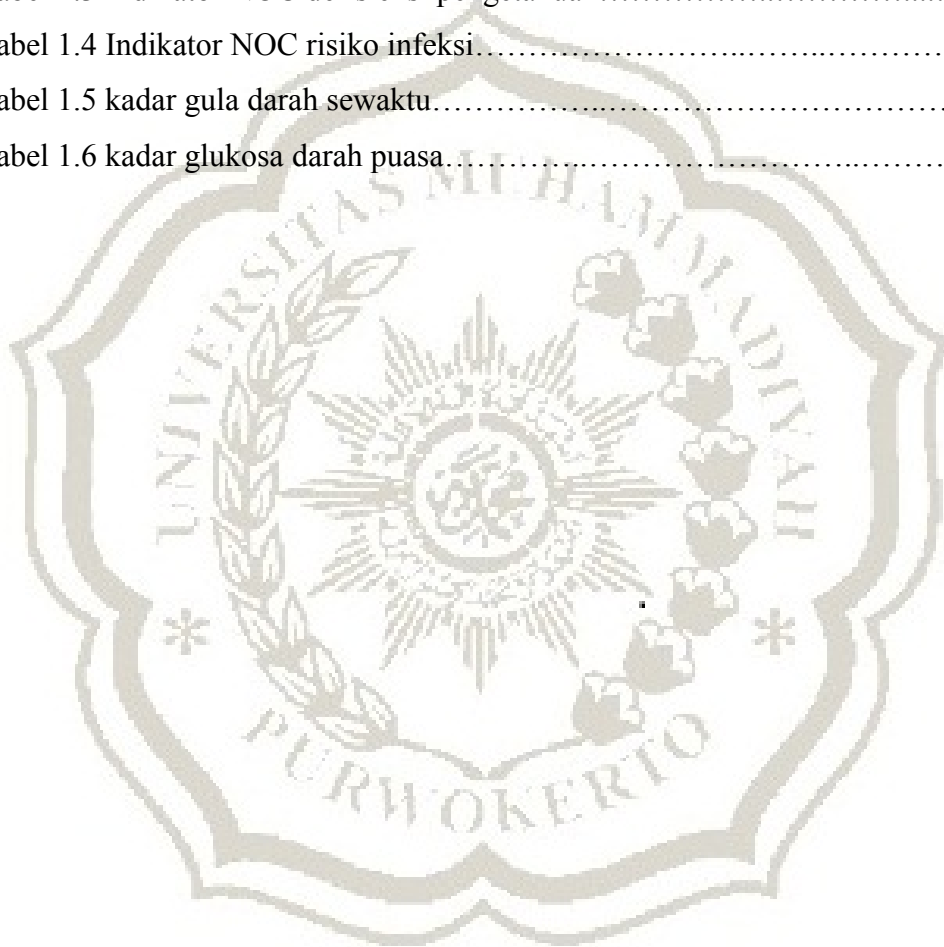 abel 1.4 Indikator NOC risiko infeksi
abel 1.5 kadar gula darah sewaktu
abel 1.6 kadar glukosa darah puasa
UNIVERSITAS MUHAMMADIYAH
PURWOKERTO